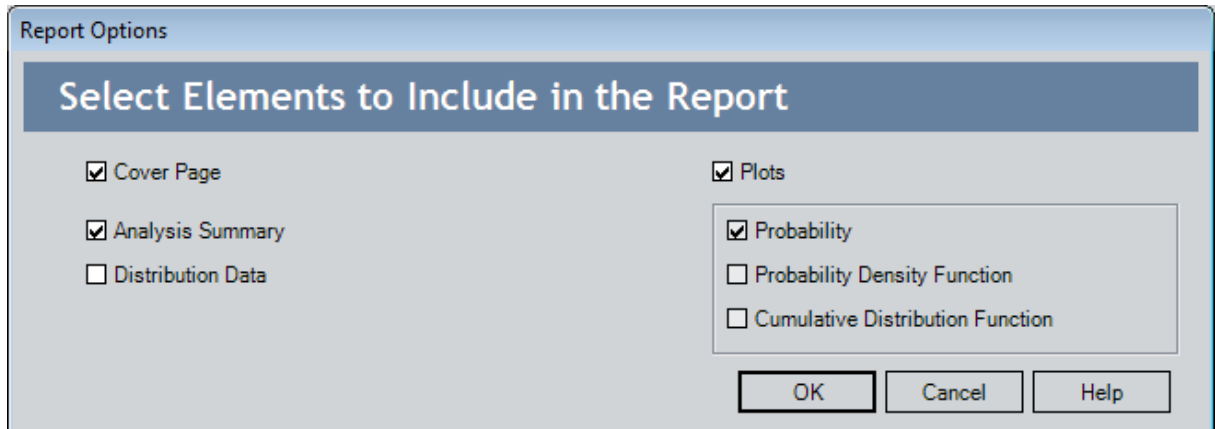 Report Options
Select Elements to Include in the Report
Cover Page
Analysis Summary
Distribution Data
Plots
Probability
Probability Density Function
Cumulative Distribution Function
OK Cancel Help